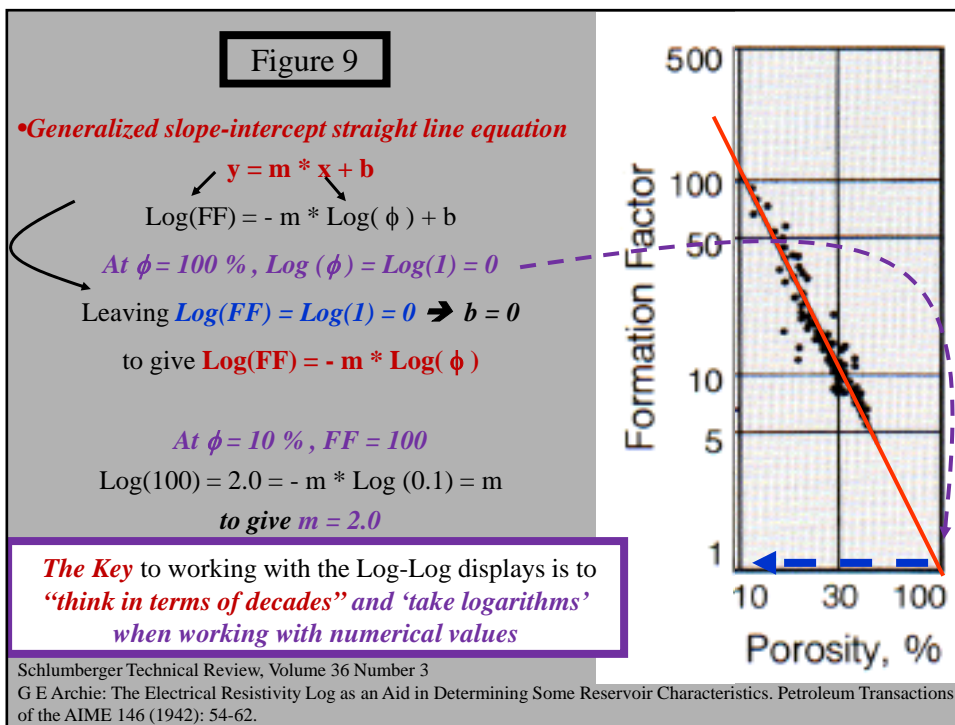 Figure 9
•Generalized slope-intercept straight line equation
y = m * x + b
Log(FF) = - m * Log( ϕ ) + b
At ϕ = 100 % , Log (ϕ) = Log(1) = 0
Leaving Log(FF) = Log(1) = 0 ➔ b = 0
to give Log(FF) = - m * Log( ϕ )
At ϕ = 10 % , FF = 100
Log(100) = 2.0 = - m * Log (0.1) = m
to give m = 2.0
The Key to working with the Log-Log displays is to
“think in terms of decades” and ‘take logarithms’
when working with numerical values
Schlumberger Technical Review, Volume 36 Number 3
G E Archie: The Electrical Resistivity Log as an Aid in Determining Some Reservoir Characteristics. Petroleum Transactions
of the AIME 146 (1942): 54-62.
Formation Factor
500
100
50
10
5
1
10 30 100
Porosity, %